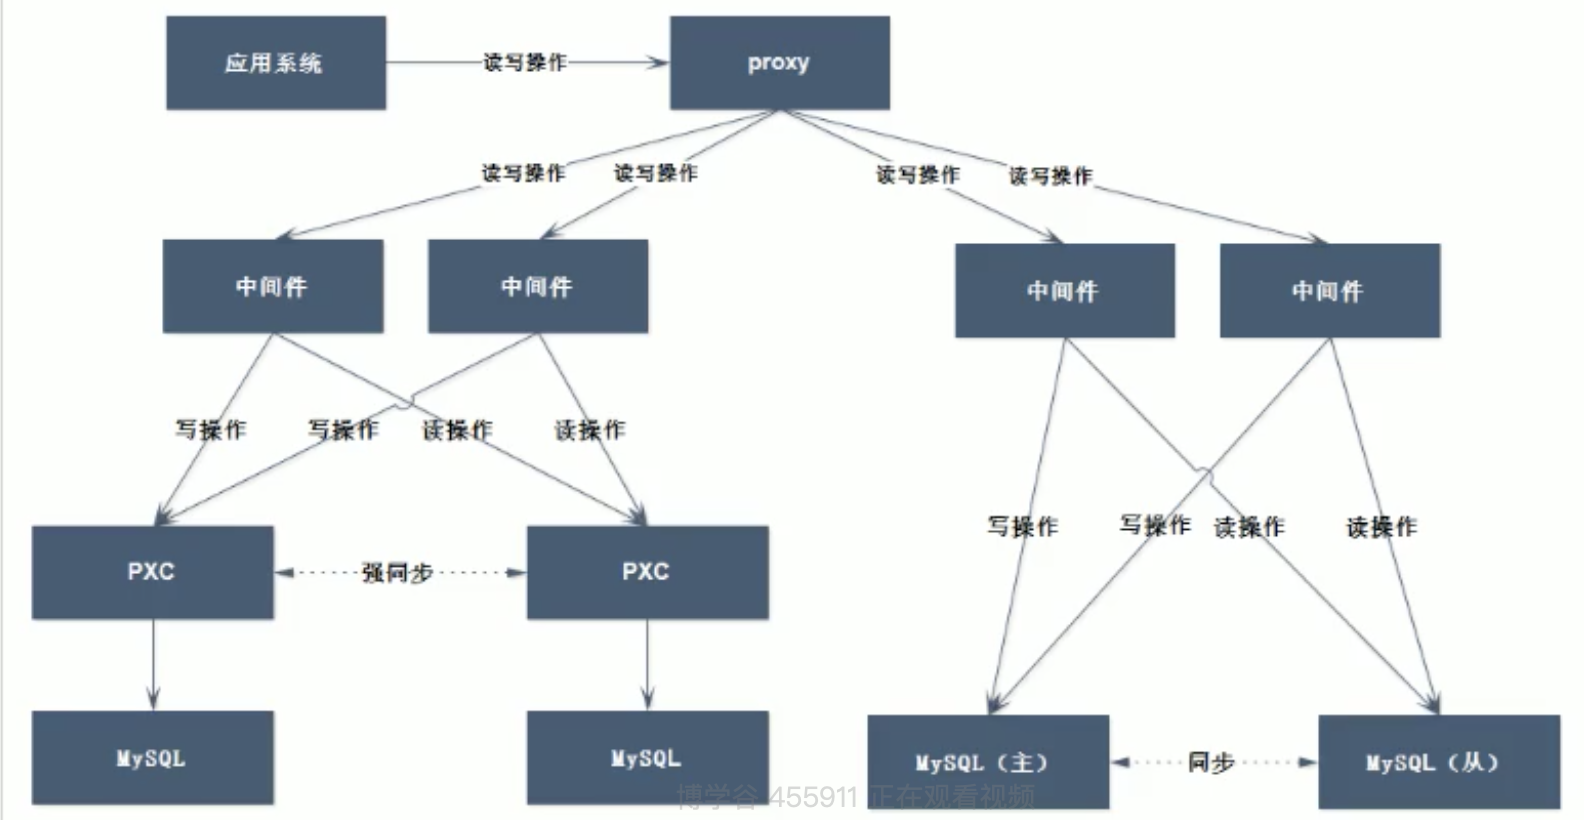 应用系统
读写操作
proxy
读写操作
读写操作
读写操作
读写操作
中间件
中间件
中间件
中间件
写操作
写操作
读操作
读操作
写操作
写操作
读操作
读操作
PXC
强同步
PXC
MySQL
MySQL
MySQL（主）
同步
MySQL（从）
博学谷 455911 正在观看视频